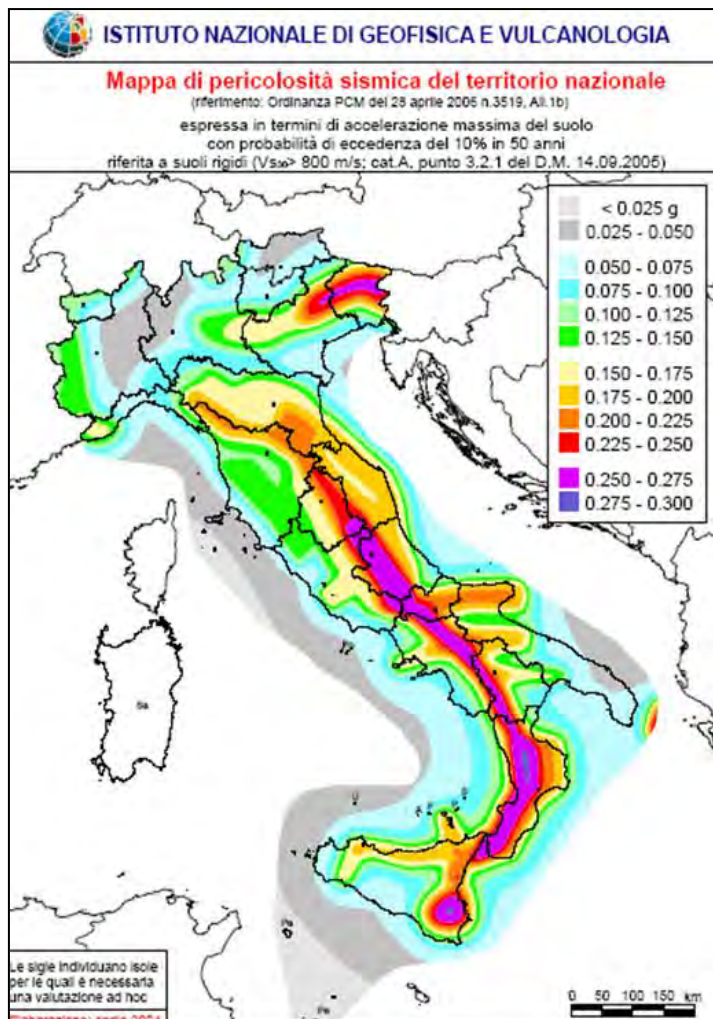 ISTITUTO NAZIONALE DI GEOFISICA E VULCANOLOGIA
Mappa di pericolosità sismica del territorio nazionale
(riferimento: Ordinanza PCM del 28 aprile 2006 n.3519, All.1b)
espressa in termini di accelerazione massima del suolo
con probabilità di eccedenza del 10% in 50 anni
riferita a suoli rigidi (Vs₃₀> 800 m/s; cat.A, punto 3.2.1 del D.M. 14.09.2005)
< 0.025 g
0.025 - 0.050
0.050 - 0.075
0.075 - 0.100
0.100 - 0.125
0.125 - 0.150
0.150 - 0.175
0.175 - 0.200
0.200 - 0.225
0.225 - 0.250
0.250 - 0.275
0.275 - 0.300
Sa
Pe
Le sigle individuano isole
per le quali è necessaria
una valutazione ad hoc
0 50 100 150 km